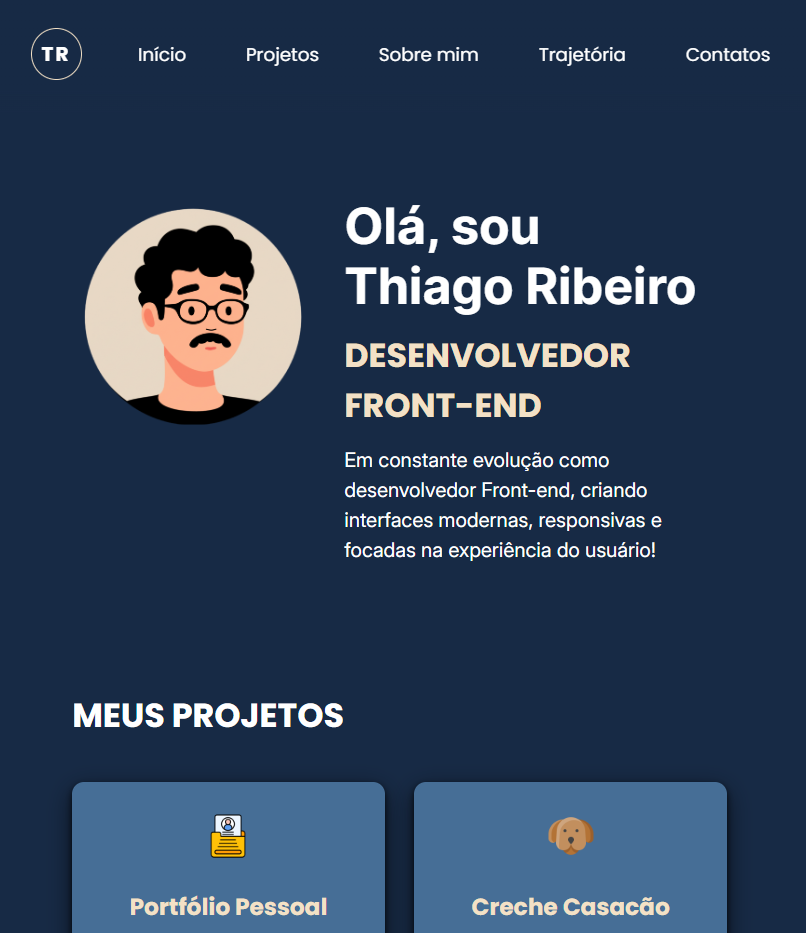 TR
Início
Projetos
Sobre mim
Trajetória
Contatos
Olá, sou
Thiago Ribeiro
DESENVOLVEDOR
FRONT-END
Em constante evolução como
desenvolvedor Front-end, criando
interfaces modernas, responsivas e
focadas na experiência do usuário!
MEUS PROJETOS
Portfólio Pessoal
Creche Casacão